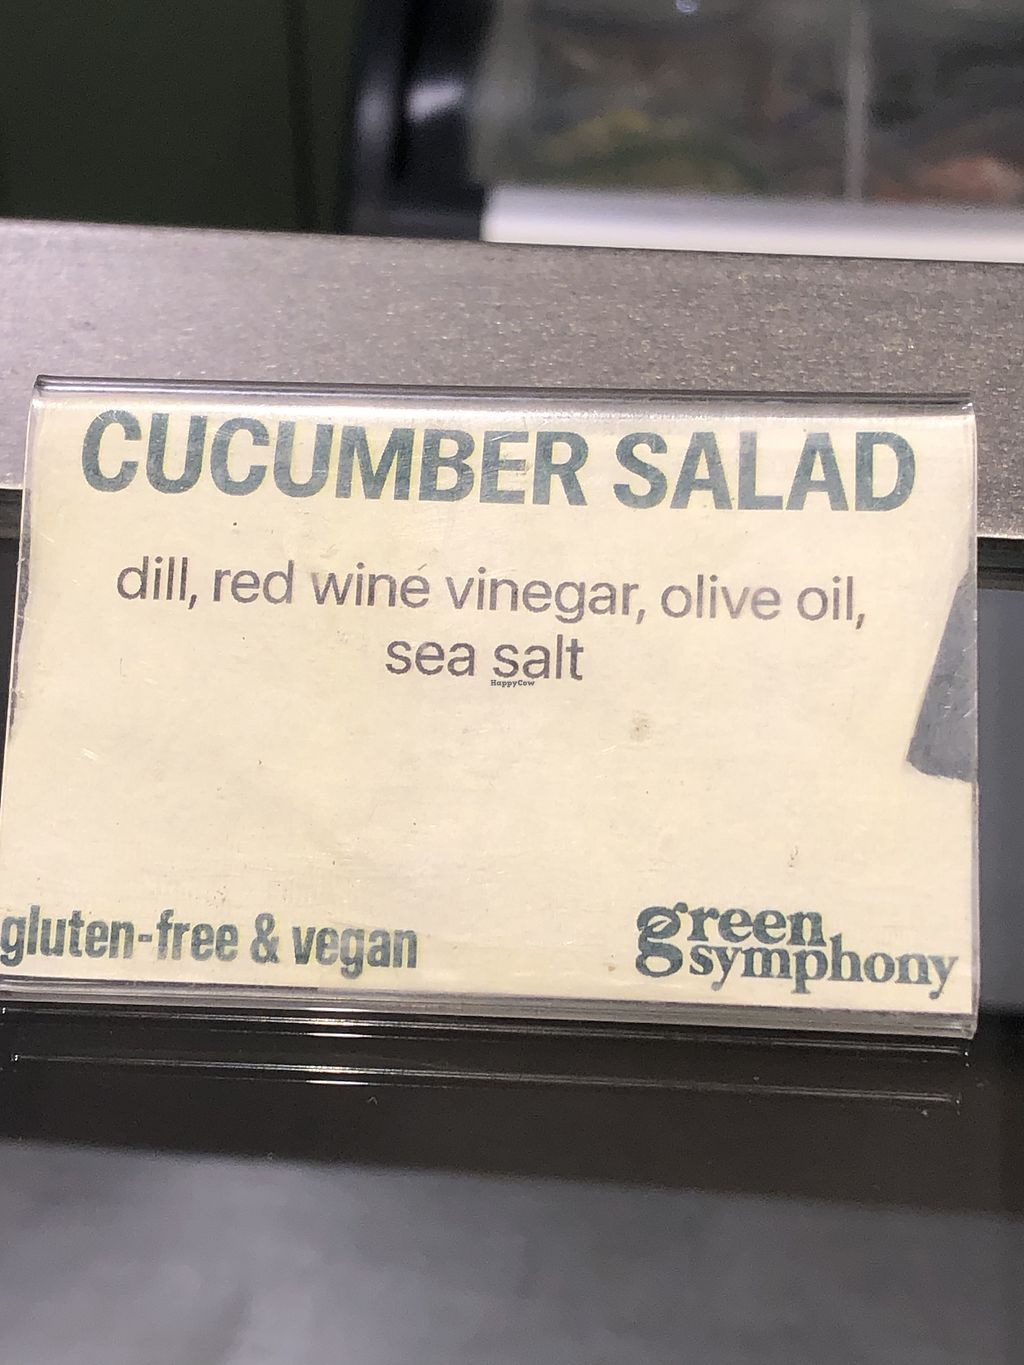 CUCUMBER SALAD
dill, red wine vinegar, olive oil,
sea salt
HappyCow
gluten-free & vegan
green
symphony